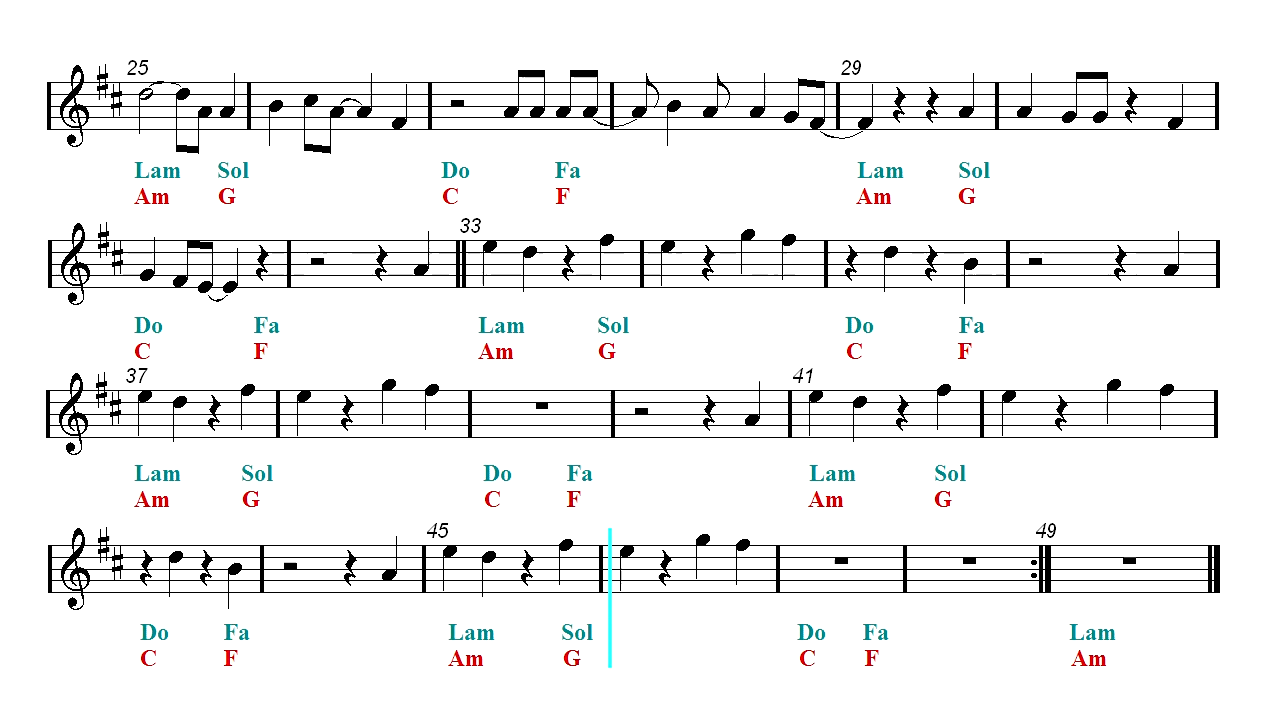 25 29
Lam Sol Do Fa Lam Sol
Am G C F Am G
33
Do Fa Lam Sol Do Fa
C F Am G C F
37 41
Lam Sol Do Fa Lam Sol
Am G C F Am G
45 49
Do Fa Lam Sol Do Fa Lam
C F Am G C F Am